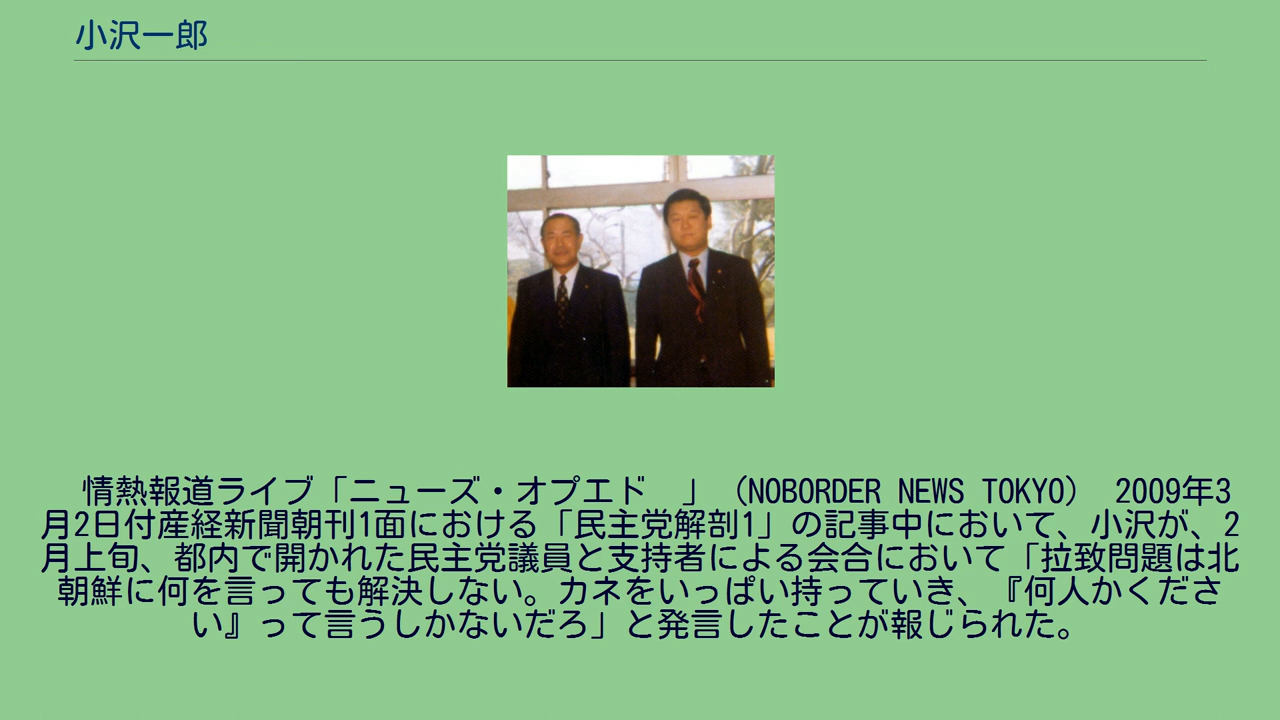 小沢一郎
情熱報道ライブ「ニューズ・オプエド　」（NOBORDER NEWS TOKYO） 2009年3
月2日付産経新聞朝刊1面における「民主党解剖1」の記事中において、小沢が、2
月上旬、都内で開かれた民主党議員と支持者による会合において「拉致問題は北
朝鮮に何を言っても解決しない。カネをいっぱい持っていき、『何人かくださ
い』って言うしかないだろ」と発言したことが報じられた。